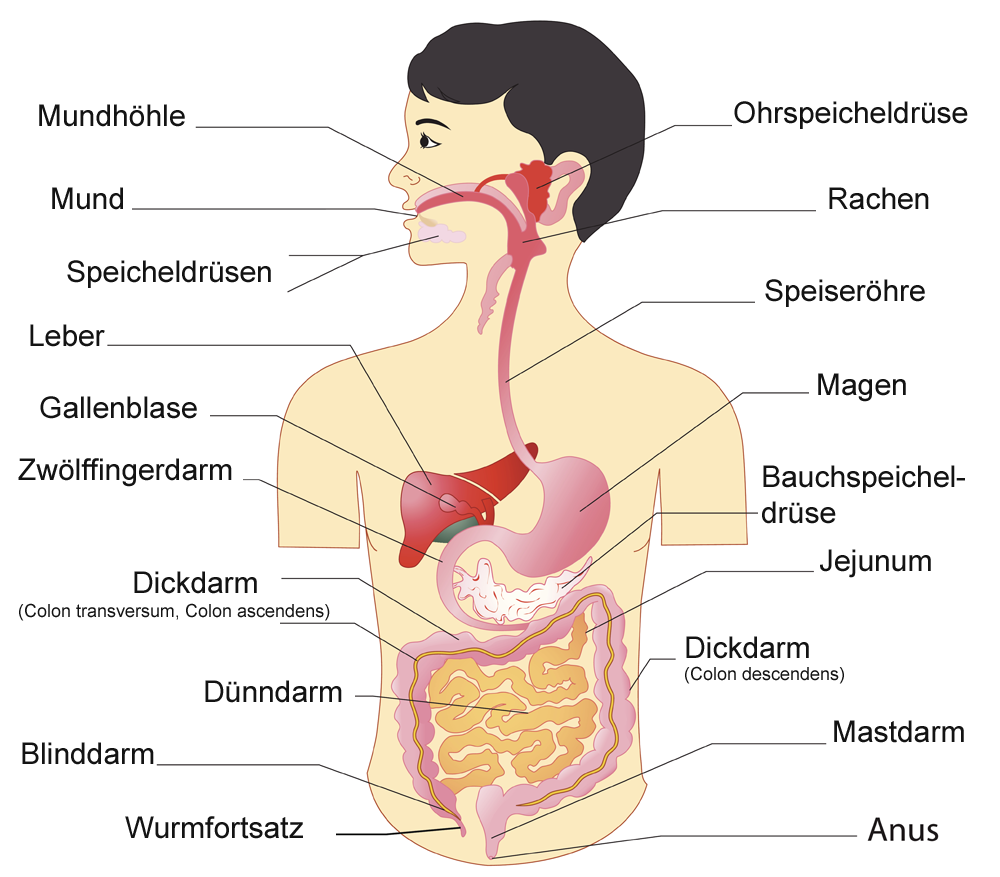 Mundhöhle
Mund
Speicheldrüsen
Leber
Gallenblase
Zwölffingerdarm
Dickdarm
(Colon transversum, Colon ascendens)
Dünndarm
Blinddarm
Wurmfortsatz
Ohrspeicheldrüse
Rachen
Speiseröhre
Magen
Bauchspeichel-
drüse
Jejunum
Dickdarm
(Colon descendens)
Mastdarm
Anus